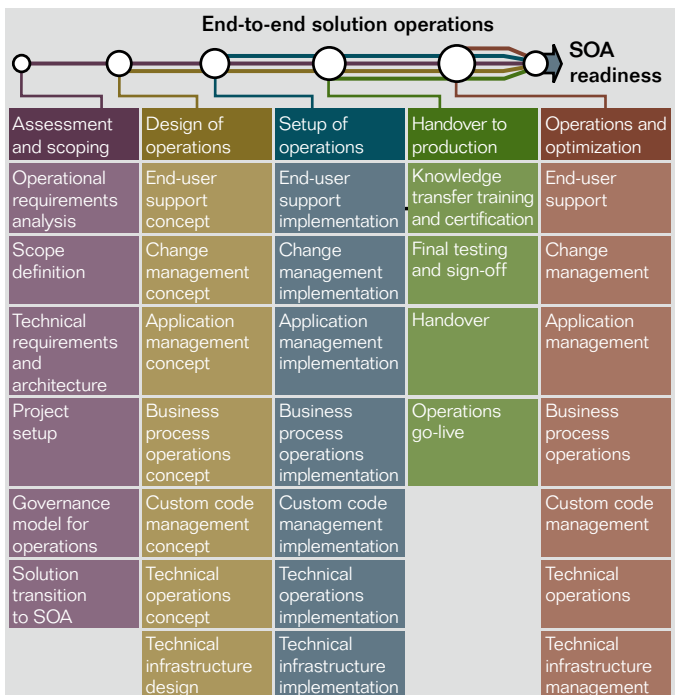 End-to-end solution operations
SOA
readiness
Assessment
and scoping
Operational
requirements
analysis
Scope
definition
Technical
requirements
and
architecture
Project
setup
Governance
model for
operations
Solution
transition
to SOA
Design of
operations
End-user
support
concept
Change
management
concept
Application
management
concept
Business
process
operations
concept
Custom code
management
concept
Technical
operations
concept
Technical
infrastructure
design
Setup of
operations
End-user
support
implementation
Change
management
implementation
Application
management
implementation
Business
process
operations
implementation
Custom code
management
implementation
Technical
operations
implementation
Technical
infrastructure
implementation
Handover to
production
Knowledge
transfer training
and certification
Final testing
and sign-off
Handover
Operations
go-live
Operations and
optimization
End-user
support
Change
management
Application
management
Business
process
operations
Custom code
management
Technical
operations
Technical
infrastructure
management